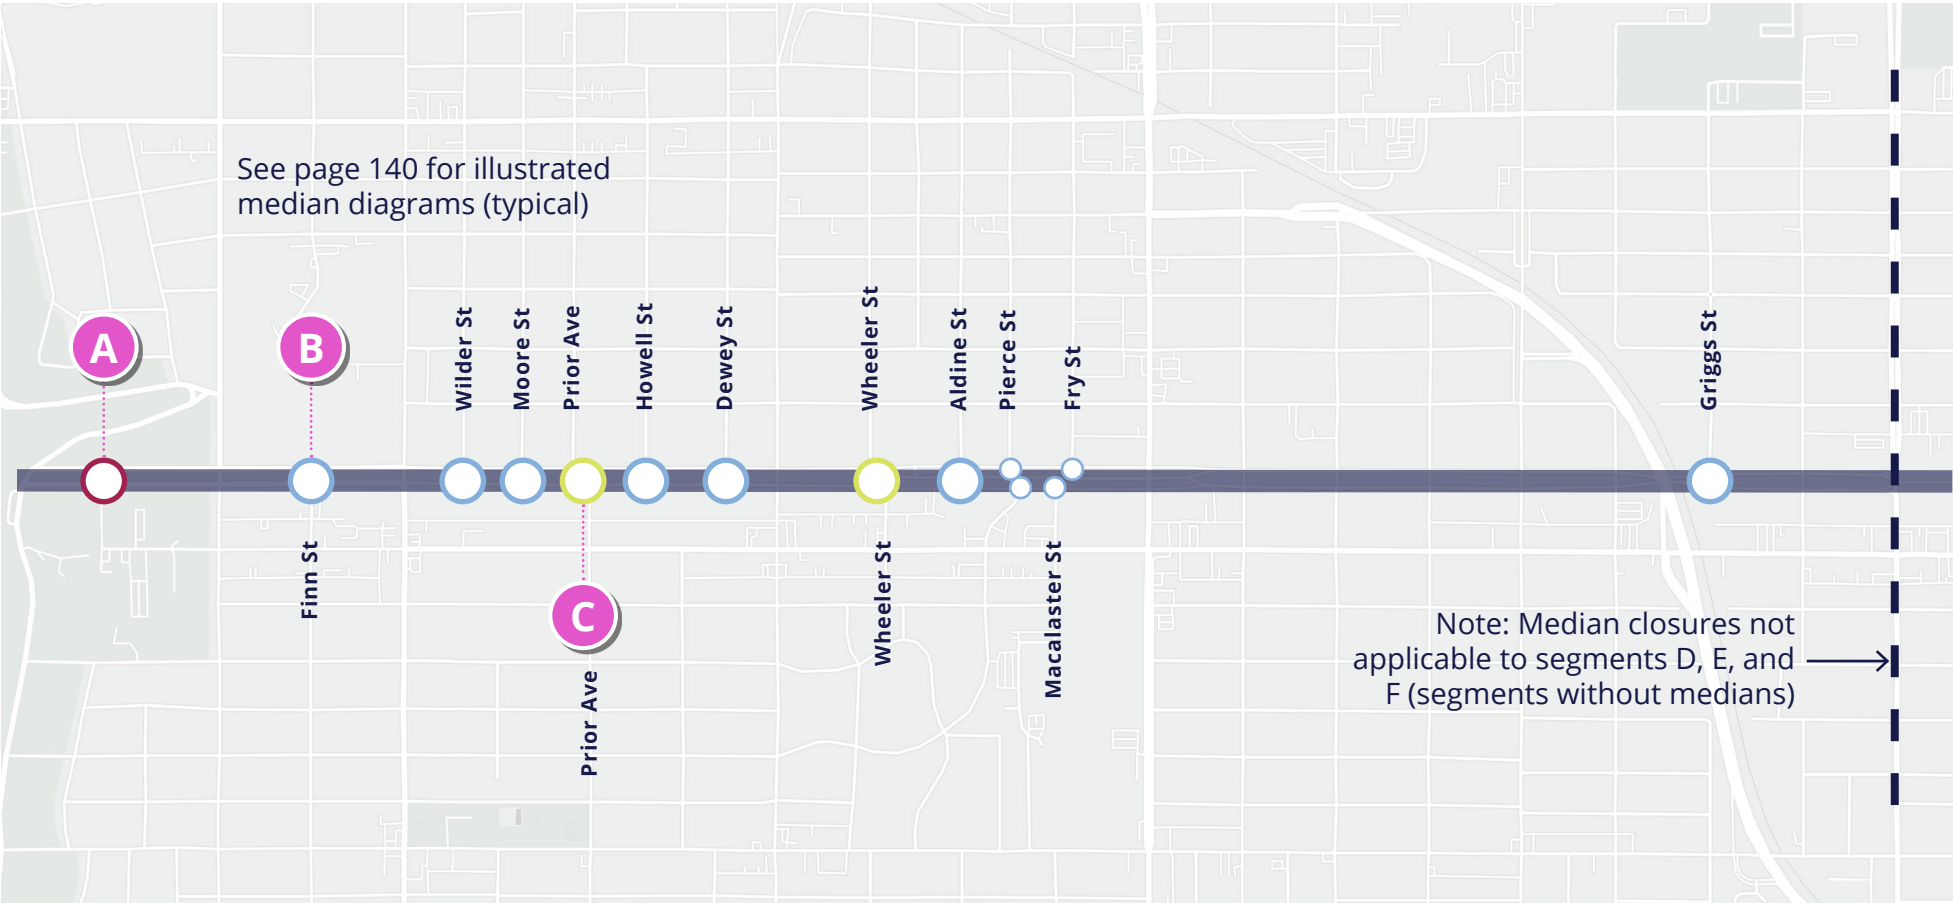 See page 140 for illustrated
median diagrams (typical)
A
B
Wilder St
Moore St
Prior Ave
Howell St
Dewey St
Wheeler St
Aldine St
Pierce St
Fry St
Griggs St
Finn St
C
Prior Ave
Wheeler St
Macalaster St
Note: Median closures not
applicable to segments D, E, and
F (segments without medians)